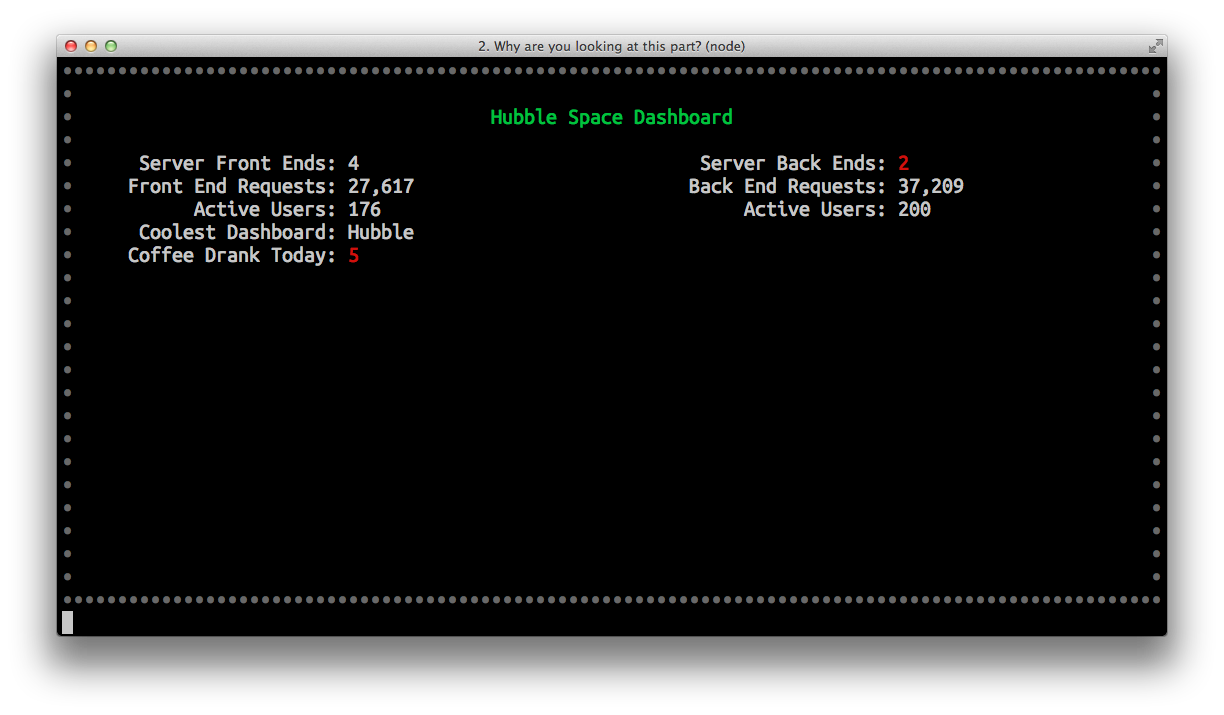 2. Why are you looking at this part? (node)
Hubble Space Dashboard
Server Front Ends: 4
Front End Requests: 27,617
Active Users: 176
Coolest Dashboard: Hubble
Coffee Drank Today: 5
Server Back Ends: 2
Back End Requests: 37,209
Active Users: 200